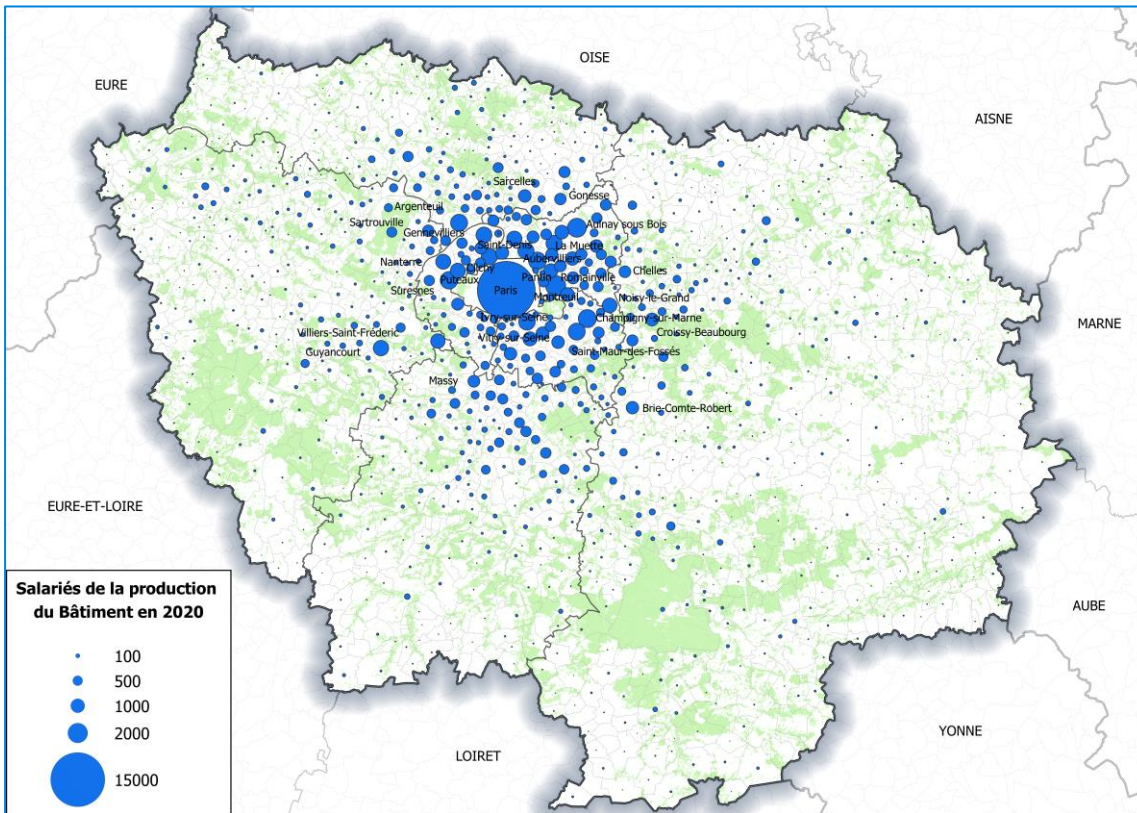 OISE
EURE
AISNE
Sarcelles
Gonesse
Argenteuil
Sartrouville
Aulnay sous Bois
Gennevilliers
Saint-Denis
La Muette
Aubervilliers
Nanterre
Clichy
Chelles
Puteaux
Pantin
Romainville
Suresnes
Paris
Montreuil
Noisy-le-Grand
MARNE
Ivry-sur-Seine
Champigny-sur-Marne
Villiers-Saint-Fréderic
Vitry-sur-Seine
Croissy-Beaubourg
Guyancourt
Saint-Maur-des-Fossés
Massy
Brie-Comte-Robert
EURE-ET-LOIRE
Salariés de la production
du Bâtiment en 2020
100
500
1000
2000
15000
AUBE
YONNE
LOIRET